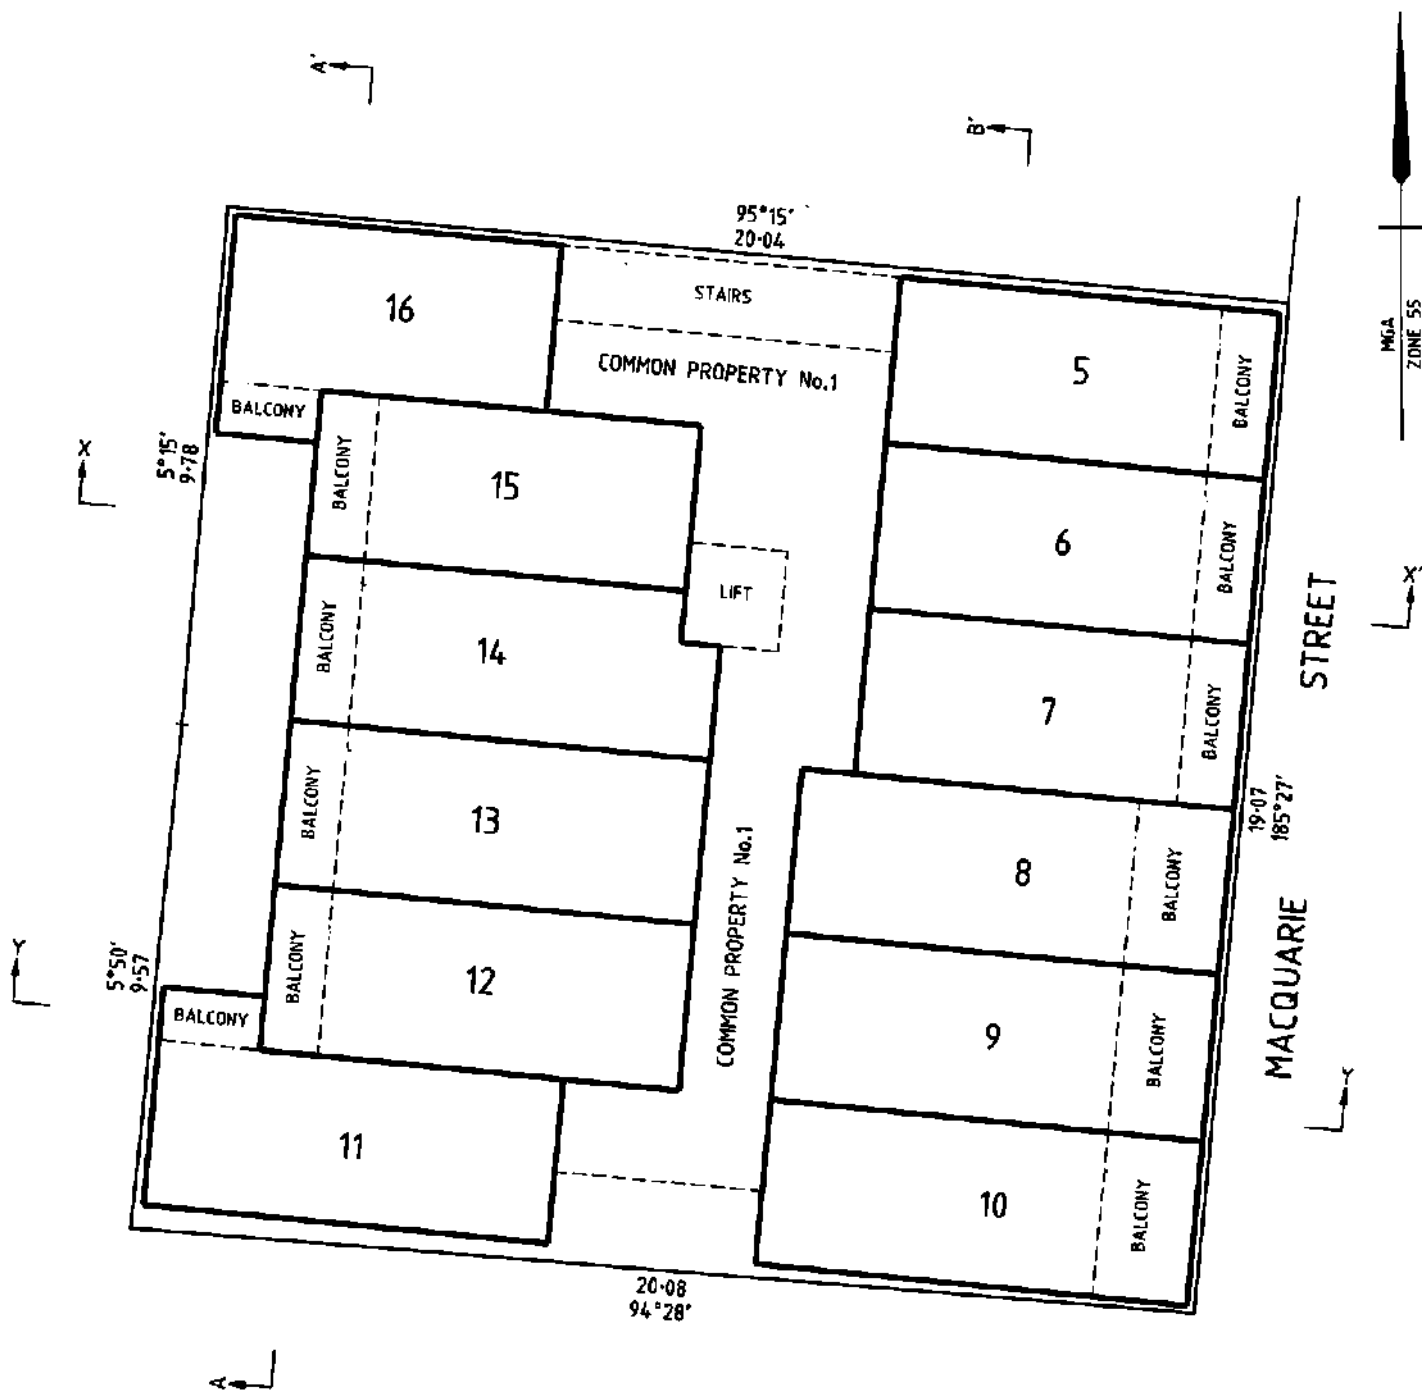 A'
B'
95°15'
20·04
MGA
ZONE 55
16
STAIRS
COMMON PROPERTY No.1
5
BALCONY
BALCONY
X
5°15'
9·78
BALCONY
15
6
BALCONY
LIFT
X'
STREET
BALCONY
14
7
BALCONY
BALCONY
13
19·07
185°27'
8
BALCONY
COMMON PROPERTY No.1
MACQUARIE
Y
5°50'
9·57
BALCONY
BALCONY
12
9
BALCONY
Y'
11
10
BALCONY
20·08
94°28'
A